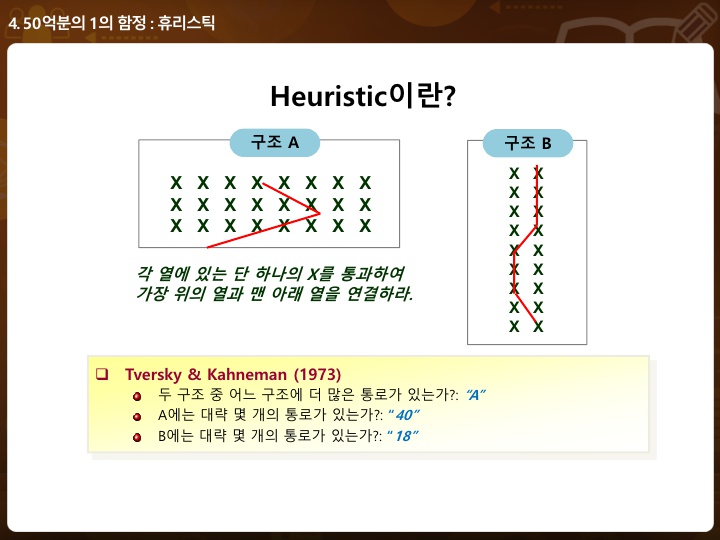 4. 50억분의 1의 함정 : 휴리스틱
Heuristic이란?
구조 A
X X X X X X X X
X X X X X X X X
X X X X X X X X
구조 B
X X
X X
X X
X X
X X
X X
X X
X X
X X
각 열에 있는 단 하나의 X를 통과하여
가장 위의 열과 맨 아래 열을 연결하라.
Tversky & Kahneman (1973)
두 구조 중 어느 구조에 더 많은 통로가 있는가?: “A”
A에는 대략 몇 개의 통로가 있는가?: “40”
B에는 대략 몇 개의 통로가 있는가?: “18”